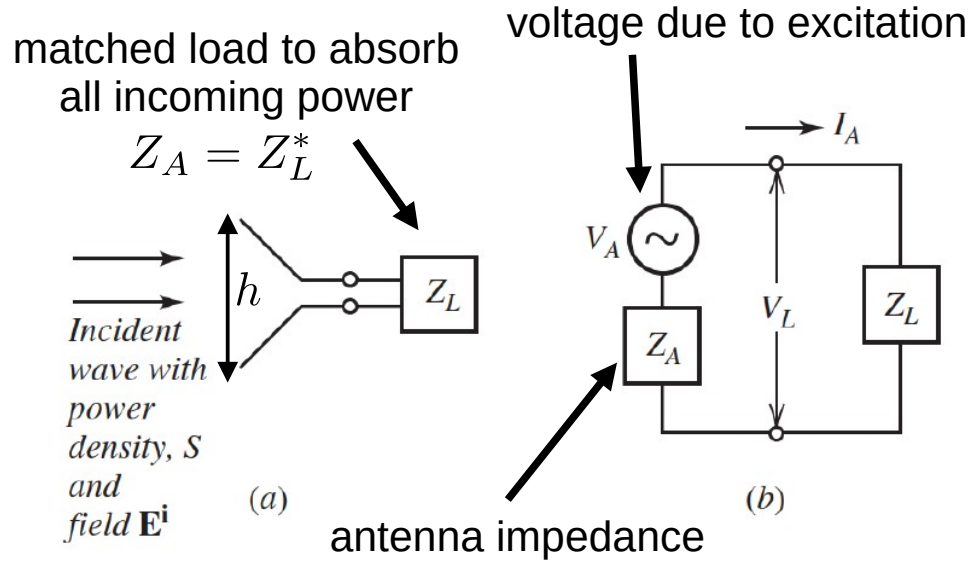 matched load to absorb
all incoming power
Z_A = Z_L^*
voltage due to excitation
h
Z_L
Incident
wave with
power
density, S
and
field E^i
(a)
I_A
V_A
~
Z_A
V_L
Z_L
(b)
antenna impedance